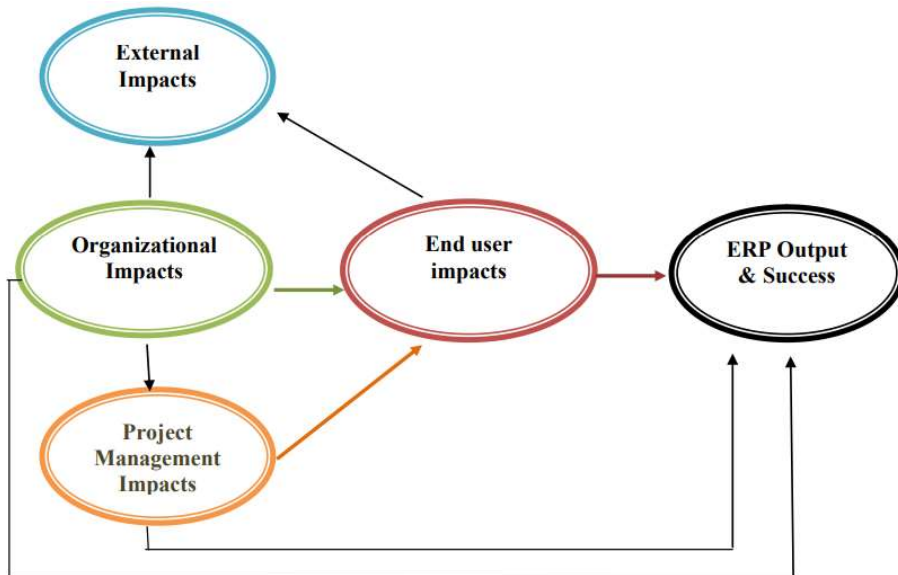 External
Impacts
Organizational
Impacts
End user
impacts
ERP Output
& Success
Project
Management
Impacts